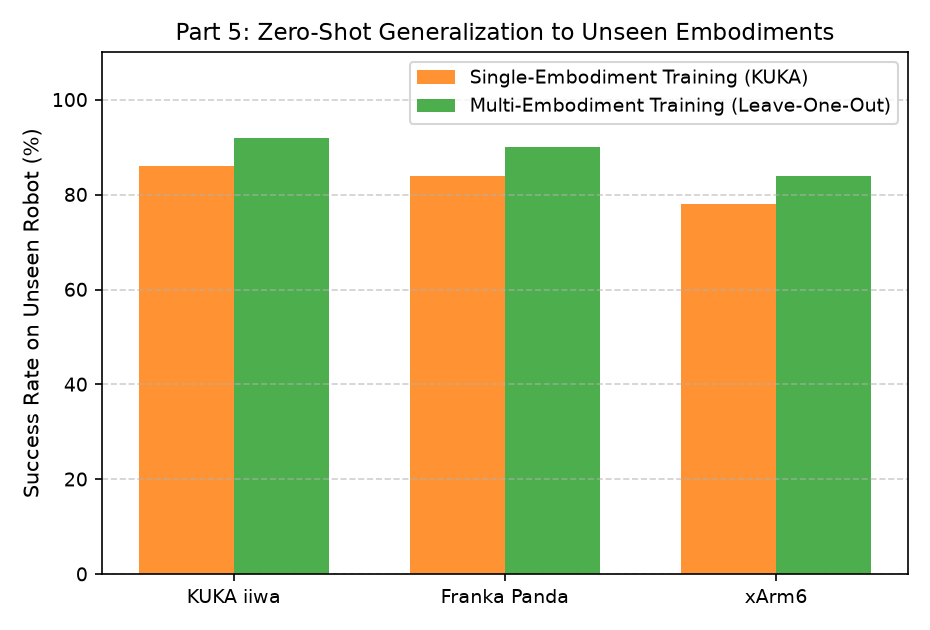 Part 5: Zero-Shot Generalization to Unseen Embodiments
Single-Embodiment Training (KUKA)
Multi-Embodiment Training (Leave-One-Out)
Success Rate on Unseen Robot (%)
100
80
60
40
20
0
KUKA iiwa
Franka Panda
xArm6